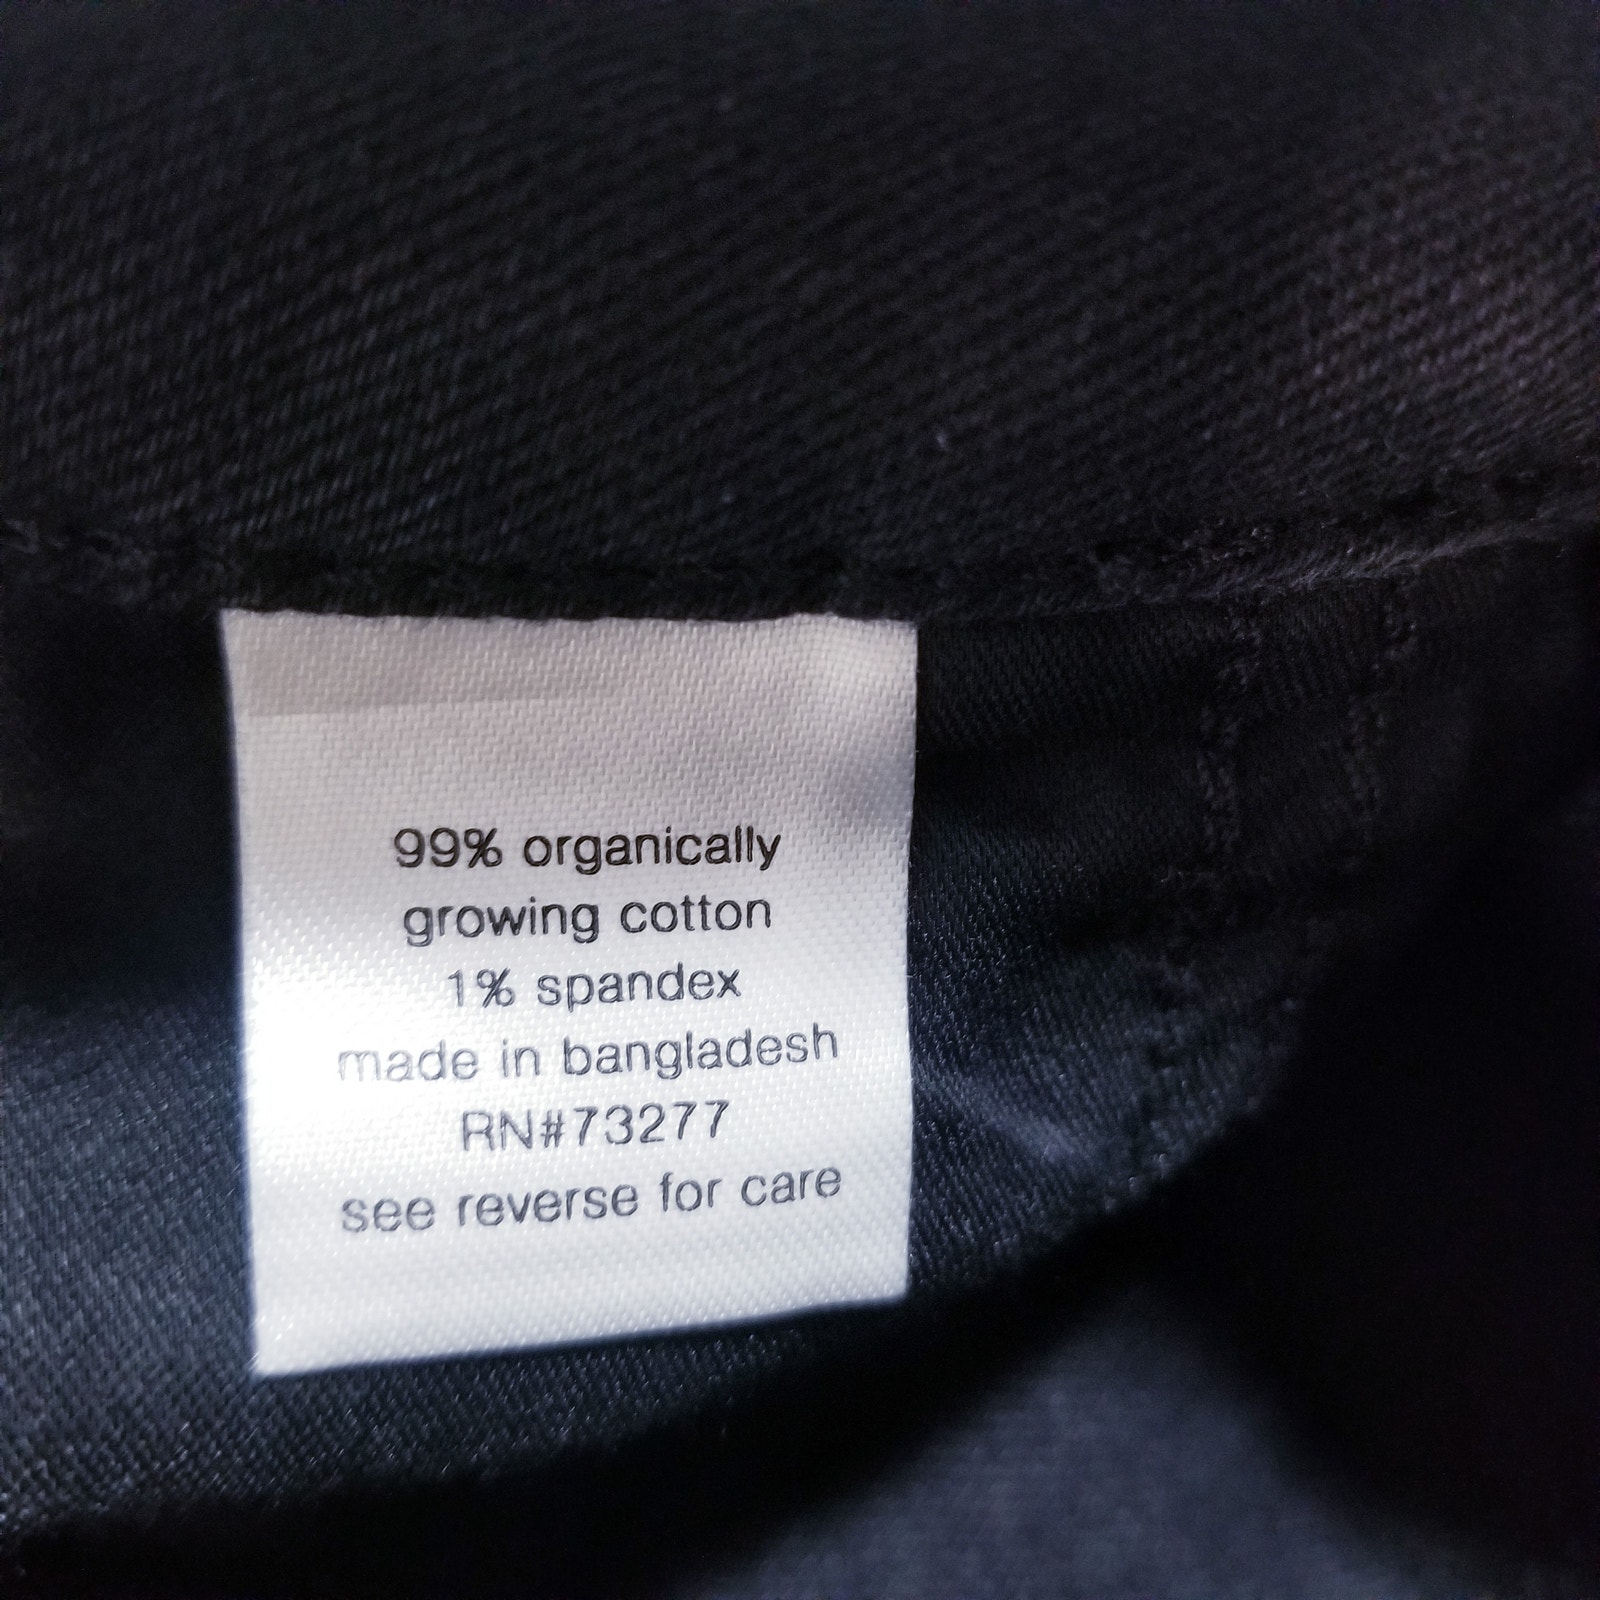 99% organically
growing cotton
1% spandex
made in bangladesh
RN#73277
see reverse for care